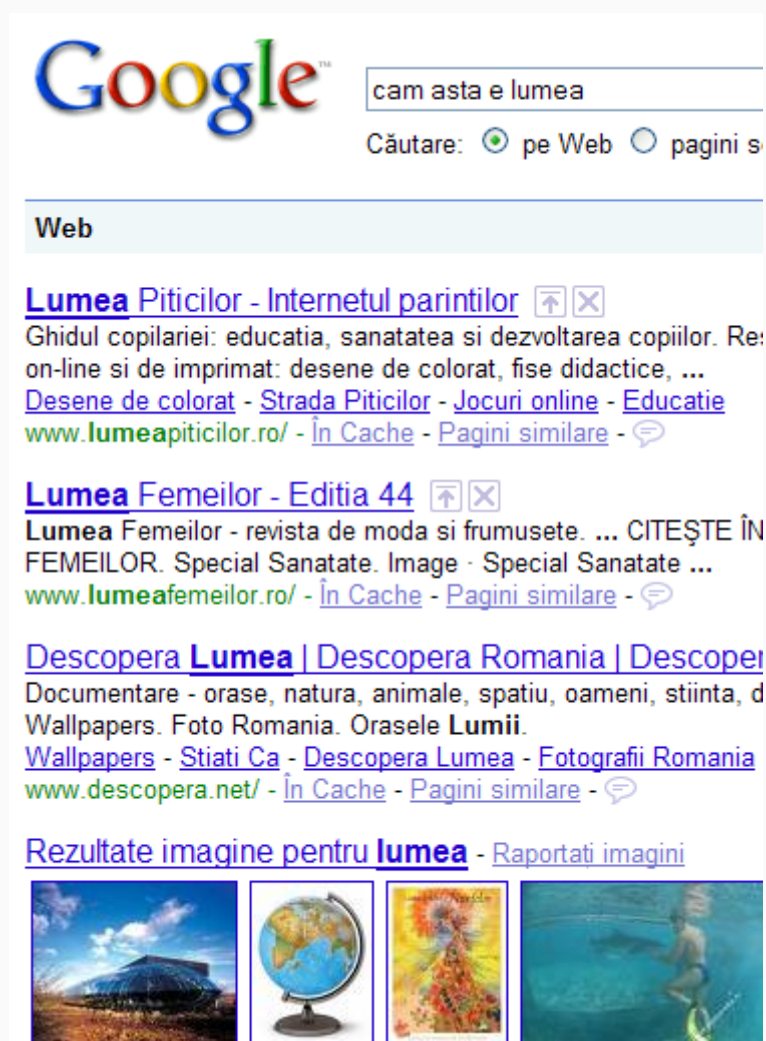 Google™
cam asta e lumea
Căutare: pe Web pagini
Web
Lumea Piticilor - Internetul parintilor
Ghidul copilariei: educatia, sanatatea si dezvoltarea copiilor.
on-line si de imprimat: desene de colorat, fise didactice, ...
Desene de colorat - Strada Piticilor - Jocuri online - Educatie
www.lumeapiticilor.ro/ - În Cache - Pagini similare -
Lumea Femeilor - Editia 44
Lumea Femeilor - revista de moda si frumusete. ... CITEŞTE ÎN
FEMEILOR. Special Sanatate. Image · Special Sanatate ...
www.lumeafemeilor.ro/ - În Cache - Pagini similare -
Descopera Lumea | Descopera Romania | Descoper
Documentare - orase, natura, animale, spatiu, oameni, stiinta,
Wallpapers. Foto Romania. Orasele Lumii.
Wallpapers - Stiati Ca - Descopera Lumea - Fotografii Romania
www.descopera.net/ - În Cache - Pagini similare -
Rezultate imagine pentru lumea - Raportați imagini